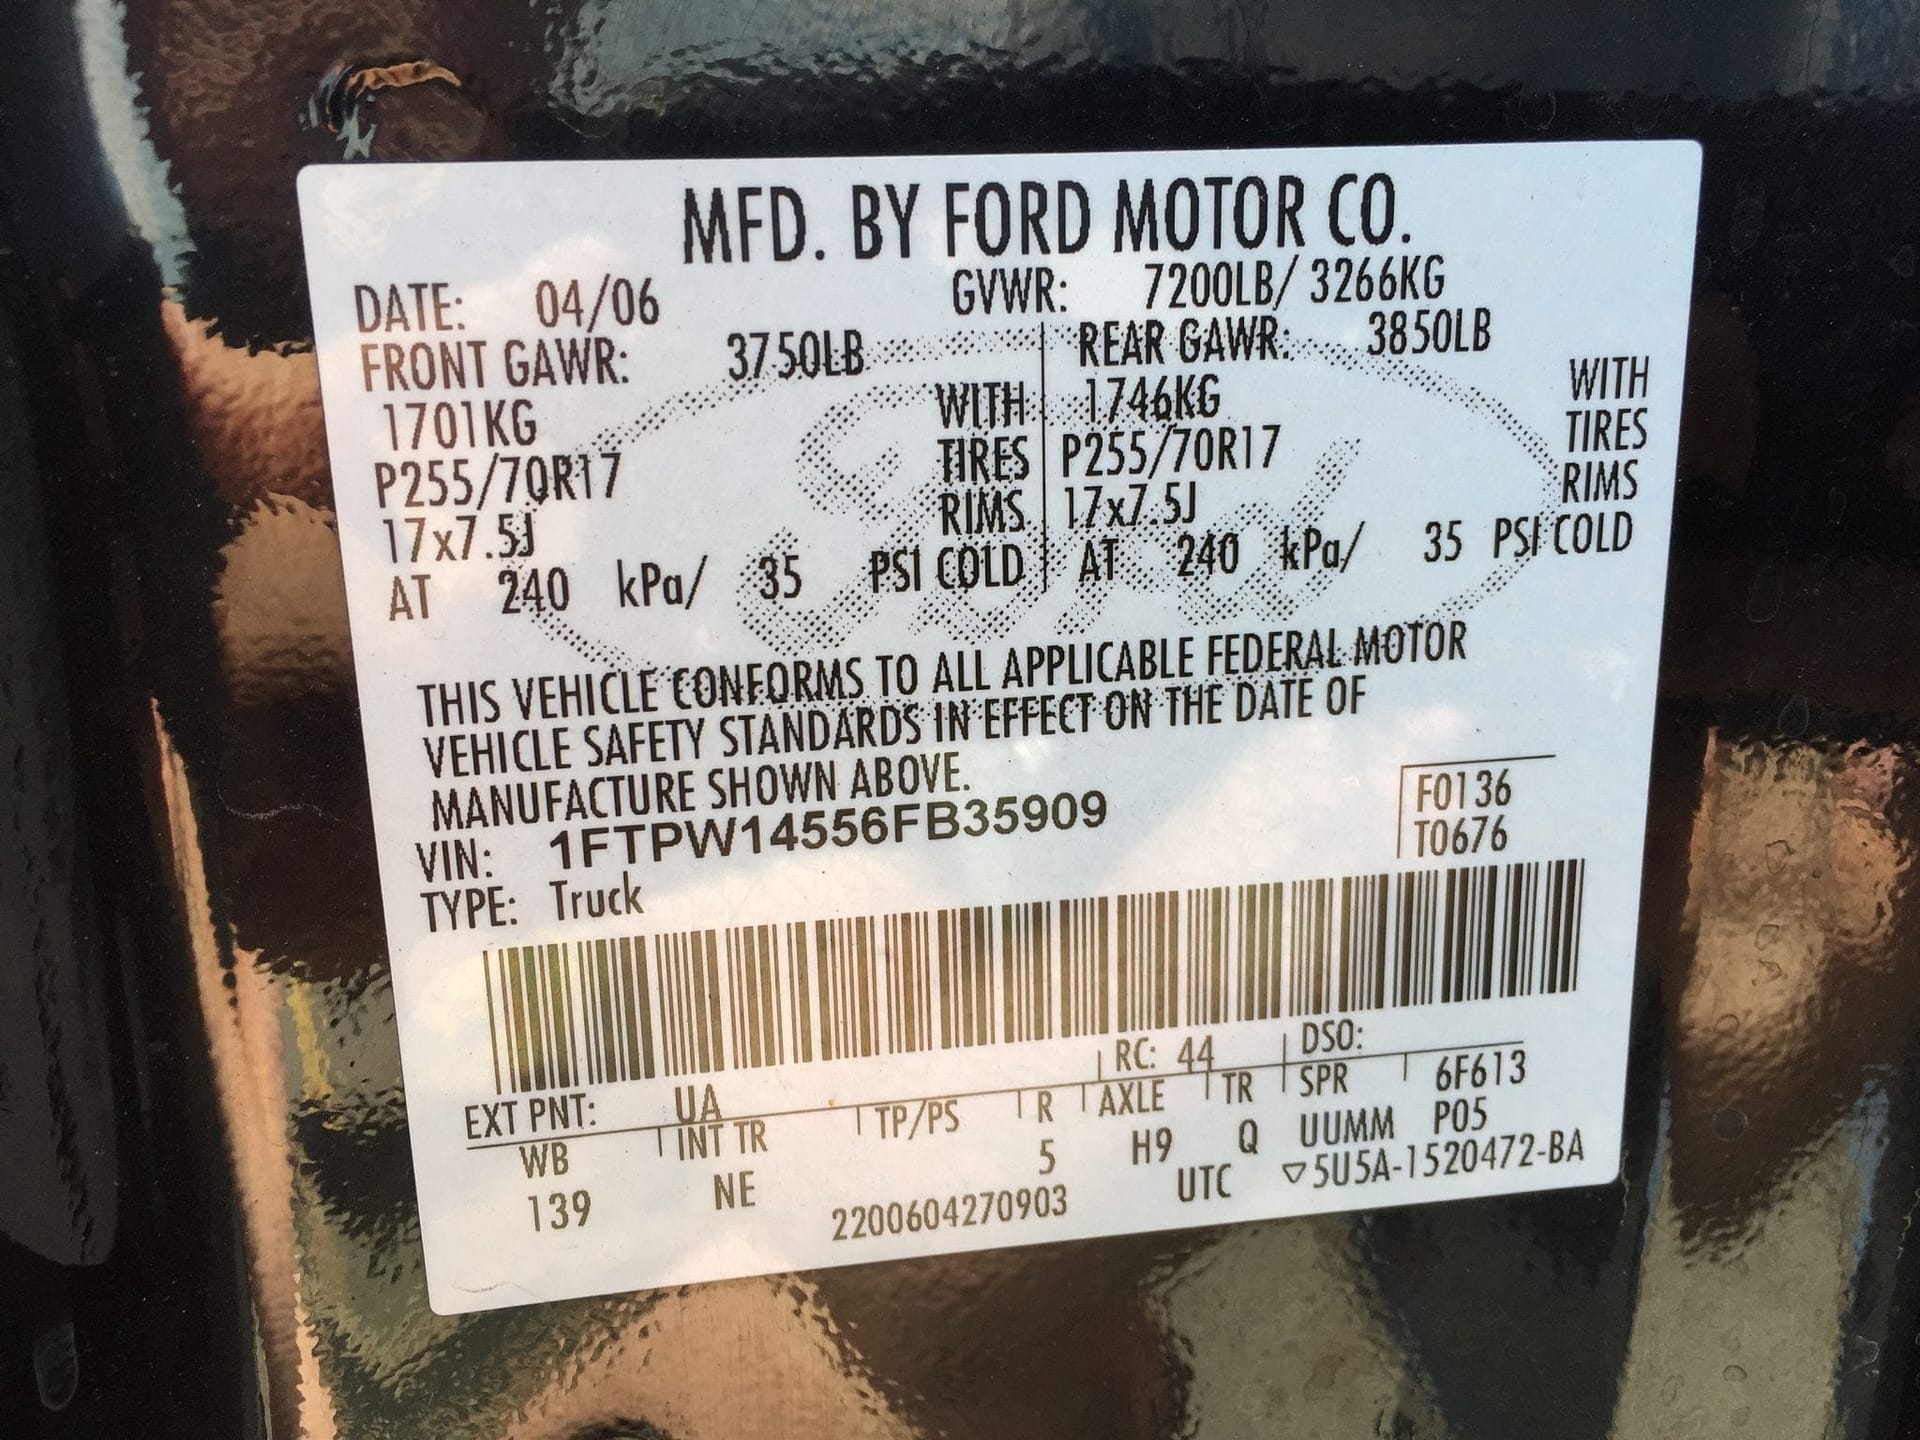 MFD. BY FORD MOTOR CO.
DATE: 04/06 GVWR: 7200LB/ 3266KG
FRONT GAWR: 3750LB REAR GAWR: 3850LB
1701KG WITH 1746KG WITH
P255/70R17 TIRES P255/70R17 TIRES
17x7.5J RIMS 17x7.5J RIMS
AT 240 kPa/ 35 PSI COLD AT 240 kPa/ 35 PSI COLD
THIS VEHICLE CONFORMS TO ALL APPLICABLE FEDERAL MOTOR
VEHICLE SAFETY STANDARDS IN EFFECT ON THE DATE OF
MANUFACTURE SHOWN ABOVE.
VIN: 1FTPW14556FB35909
F0136
T0676
TYPE: Truck
EXT PNT: UA RC: 44 DSO:
WB INT TR TP/PS R AXLE TR SPR 6F613
139 NE 5 H9 Q UUMM P05
2200604270903 UTC ▽5U5A-1520472-BA
Ford